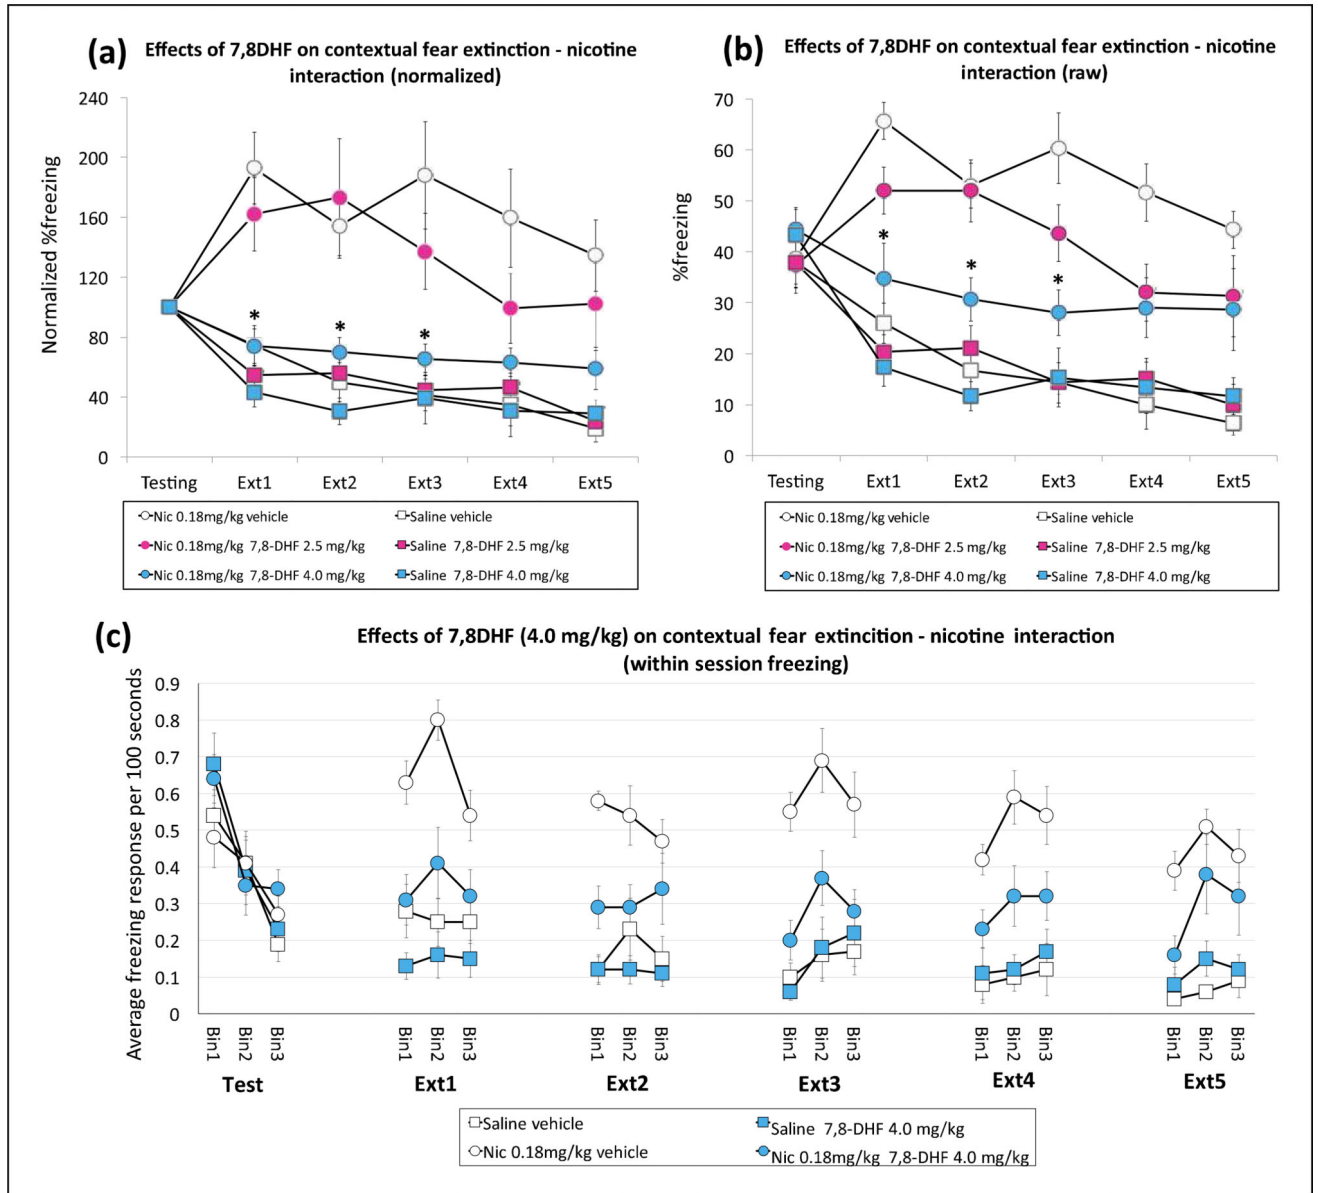 (a)
Effects of 7,8DHF on contextual fear extinction - nicotine
interaction (normalized)
240
200
160
120
80
40
0
Normalized %freezing
*
*
*
Testing Ext1 Ext2 Ext3 Ext4 Ext5
Nic 0.18mg/kg vehicle
Saline vehicle
Nic 0.18mg/kg 7,8-DHF 2.5 mg/kg
Saline 7,8-DHF 2.5 mg/kg
Nic 0.18mg/kg 7,8-DHF 4.0 mg/kg
Saline 7,8-DHF 4.0 mg/kg
(b)
Effects of 7,8DHF on contextual fear extinction - nicotine
interaction (raw)
70
60
50
40
30
20
10
0
%freezing
*
*
*
Testing Ext1 Ext2 Ext3 Ext4 Ext5
Nic 0.18mg/kg vehicle
Saline vehicle
Nic 0.18mg/kg 7,8-DHF 2.5 mg/kg
Saline 7,8-DHF 2.5 mg/kg
Nic 0.18mg/kg 7,8-DHF 4.0 mg/kg
Saline 7,8-DHF 4.0 mg/kg
(c)
Effects of 7,8DHF (4.0 mg/kg) on contextual fear extincition - nicotine interaction
(within session freezing)
0.9
0.8
0.7
0.6
0.5
0.4
0.3
0.2
0.1
0
Average freezing response per 100 seconds
Bin1 Bin2 Bin3 Bin1 Bin2 Bin3 Bin1 Bin2 Bin3 Bin1 Bin2 Bin3 Bin1 Bin2 Bin3 Bin1 Bin2 Bin3
Test Ext1 Ext2 Ext3 Ext4 Ext5
Saline vehicle
Saline 7,8-DHF 4.0 mg/kg
Nic 0.18mg/kg vehicle
Nic 0.18mg/kg 7,8-DHF 4.0 mg/kg